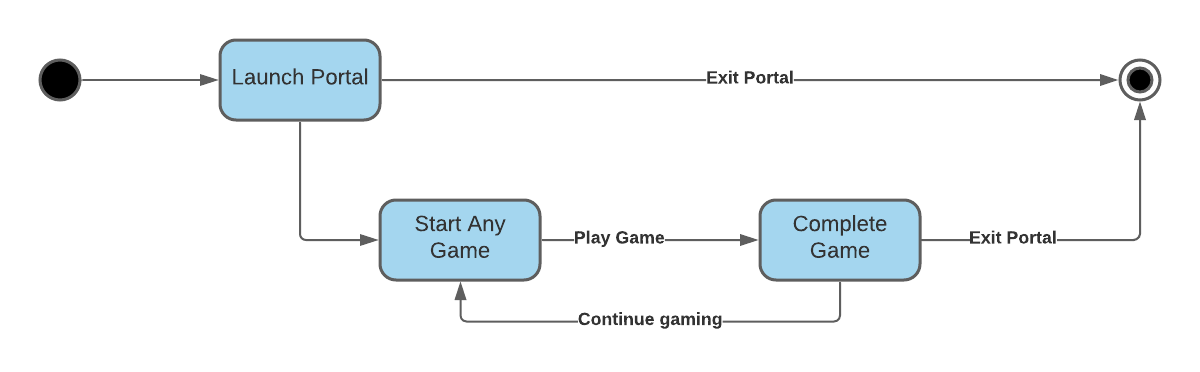 Launch Portal
Exit Portal
Start Any
Game
Play Game
Complete
Game
Exit Portal
Continue gaming